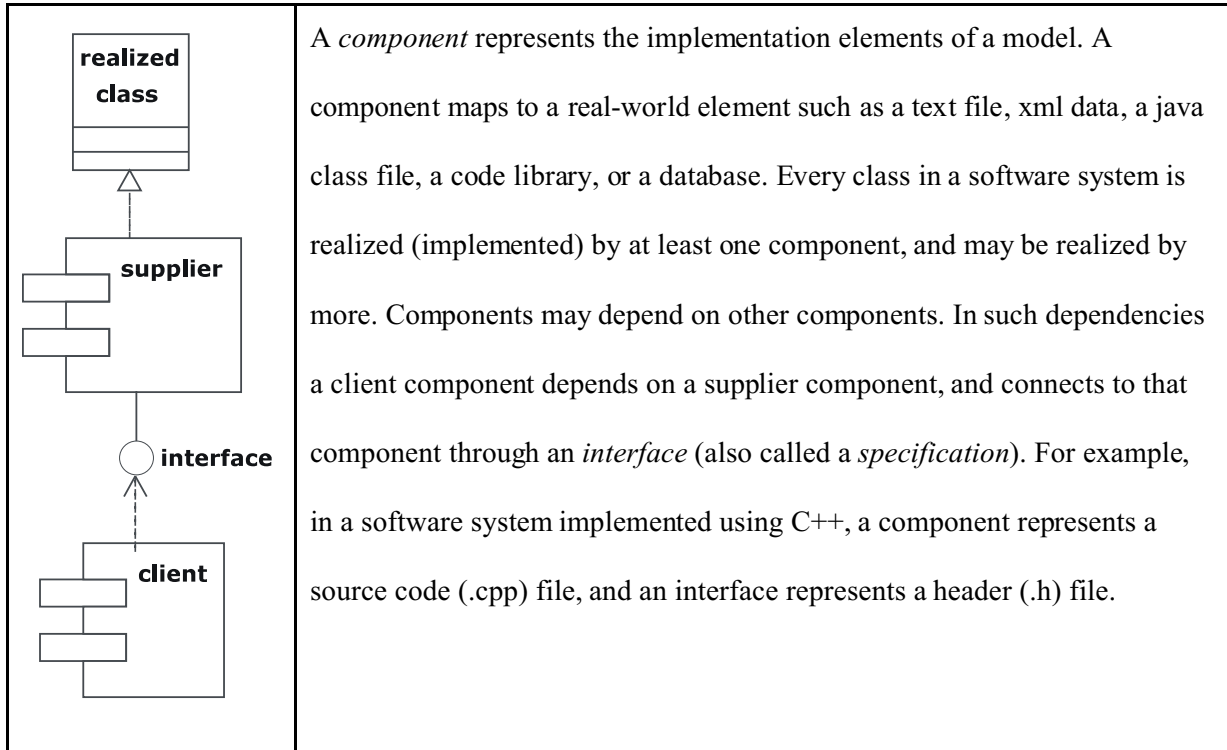 realized
class
supplier
interface
client
A component represents the implementation elements of a model. A
component maps to a real-world element such as a text file, xml data, a java
class file, a code library, or a database. Every class in a software system is
realized (implemented) by at least one component, and may be realized by
more. Components may depend on other components. In such dependencies
a client component depends on a supplier component, and connects to that
component through an interface (also called a specification). For example,
in a software system implemented using C++, a component represents a
source code (.cpp) file, and an interface represents a header (.h) file.